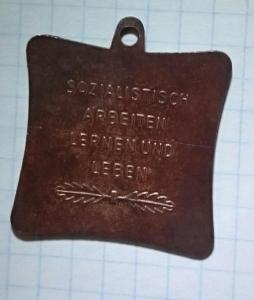 SOZIALISTISCH
ARBEITEN
LERNEN UND
LEBEN